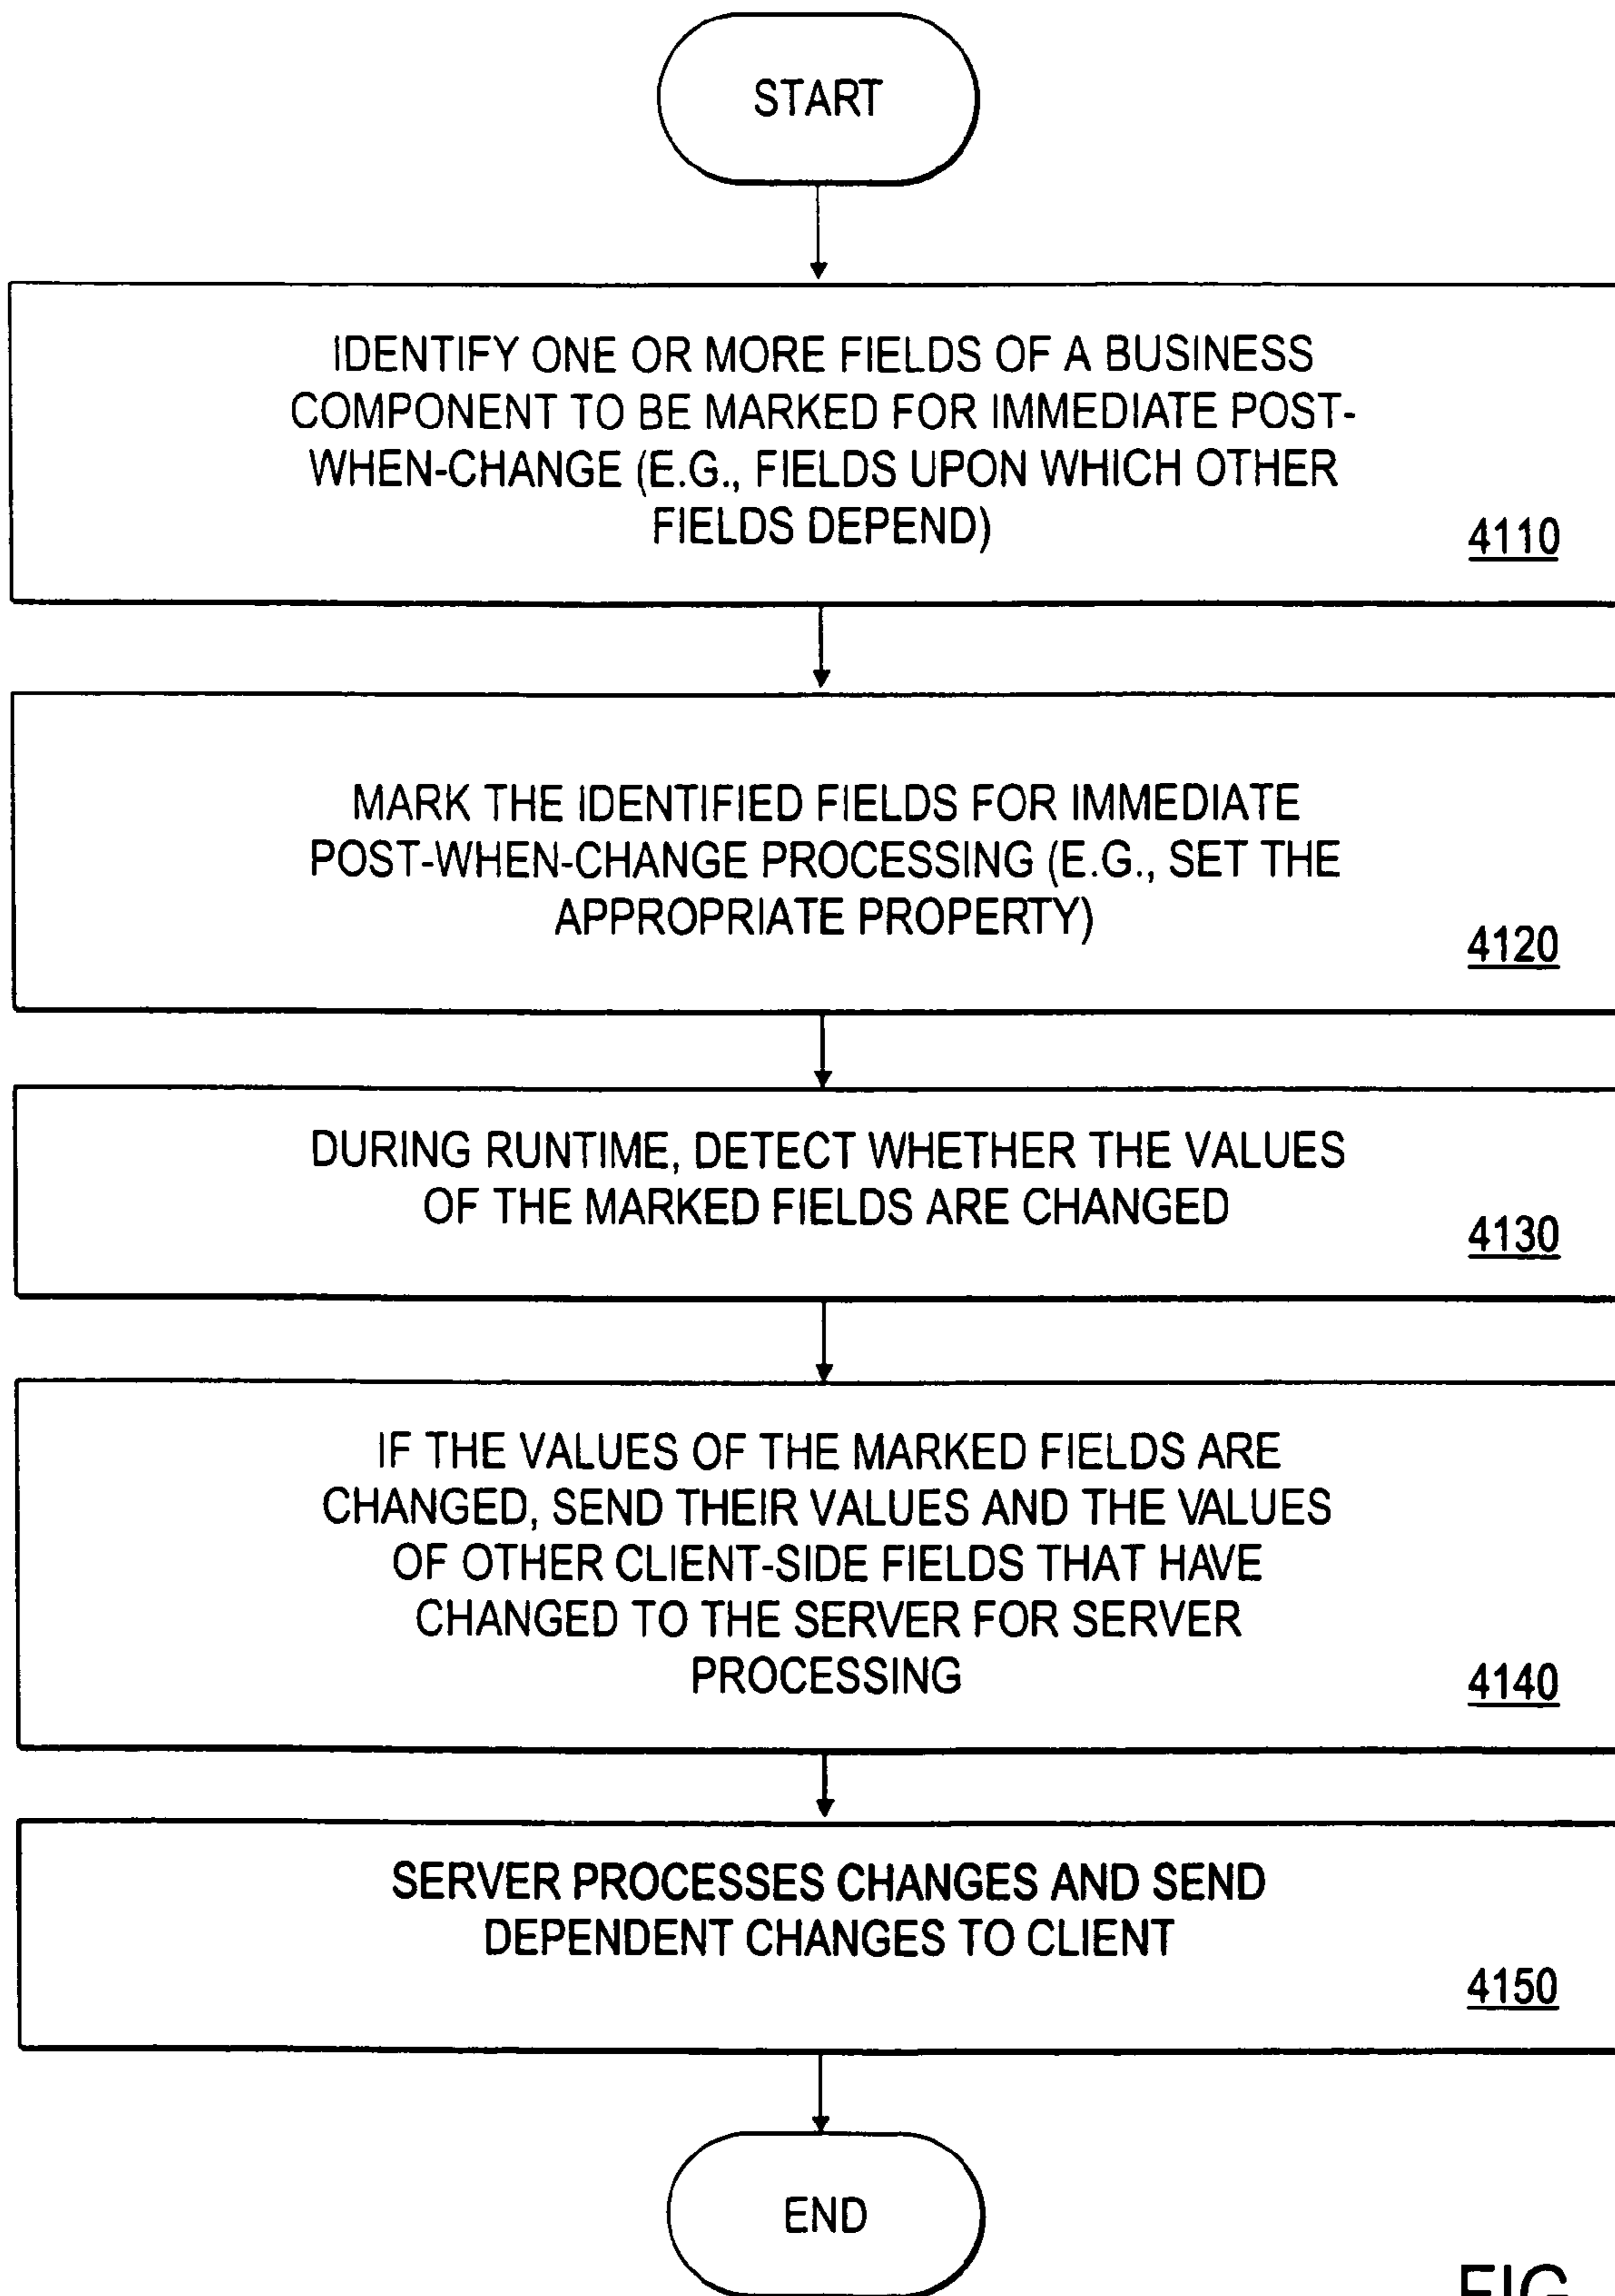 START
IDENTIFY ONE OR MORE FIELDS OF A BUSINESS
COMPONENT TO BE MARKED FOR IMMEDIATE POST-
WHEN-CHANGE (E.G., FIELDS UPON WHICH OTHER
FIELDS DEPEND)
4110
MARK THE IDENTIFIED FIELDS FOR IMMEDIATE
POST-WHEN-CHANGE PROCESSING (E.G., SET THE
APPROPRIATE PROPERTY)
4120
DURING RUNTIME, DETECT WHETHER THE VALUES
OF THE MARKED FIELDS ARE CHANGED
4130
IF THE VALUES OF THE MARKED FIELDS ARE
CHANGED, SEND THEIR VALUES AND THE VALUES
OF OTHER CLIENT-SIDE FIELDS THAT HAVE
CHANGED TO THE SERVER FOR SERVER
PROCESSING
4140
SERVER PROCESSES CHANGES AND SEND
DEPENDENT CHANGES TO CLIENT
4150
END
FIG